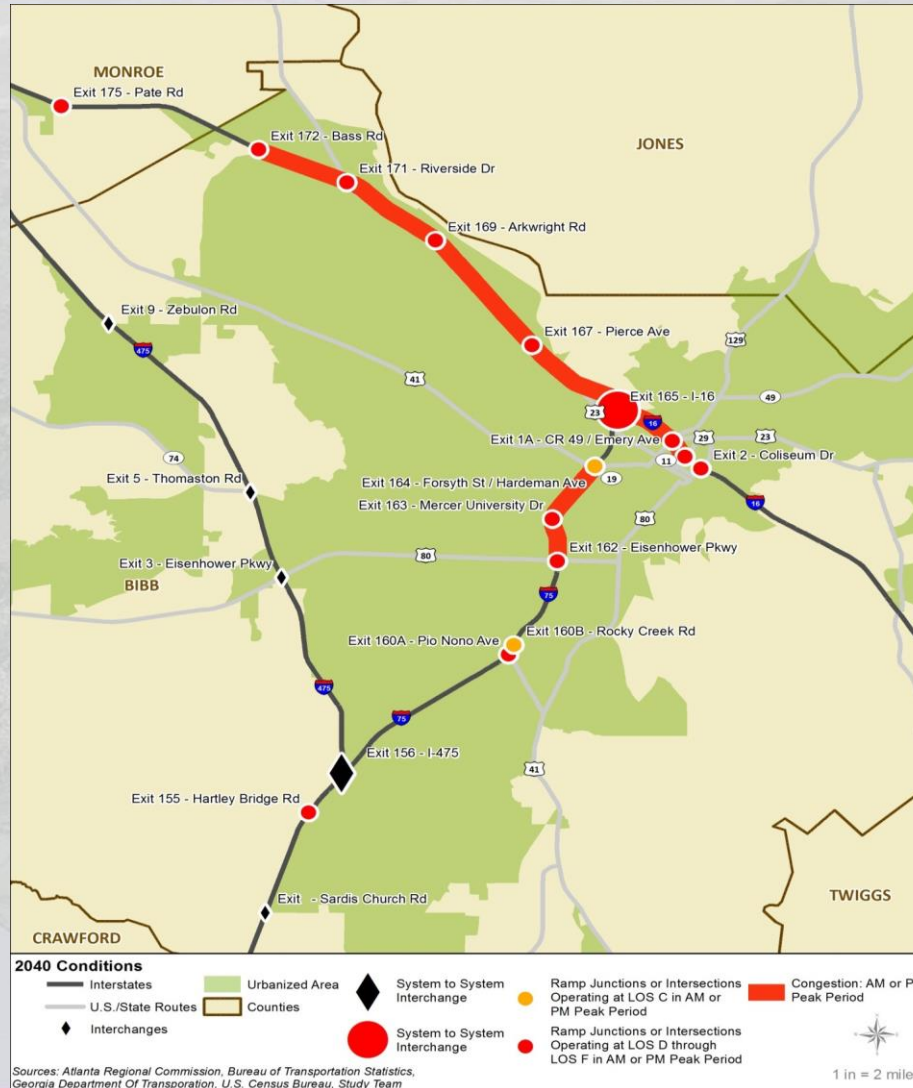 MONROE
Exit 175 - Pate Rd
Exit 172 - Bass Rd
JONES
Exit 171 - Riverside Dr
Exit 169 - Arkwright Rd
Exit 9 - Zebulon Rd
475
Exit 167 - Pierce Ave
129
41
Exit 165 - I-16
49
23
16
Exit 1A - CR 49 / Emery Ave
29
23
11
Exit 2 - Coliseum Dr
74
Exit 164 - Forsyth St / Hardeman Ave
19
Exit 5 - Thomaston Rd
16
Exit 163 - Mercer University Dr
80
80
Exit 162 - Eisenhower Pkwy
Exit 3 - Eisenhower Pkwy
BIBB
75
Exit 160B - Rocky Creek Rd
Exit 160A - Pio Nono Ave
475
75
Exit 156 - I-475
41
Exit 155 - Hartley Bridge Rd
TWIGGS
Exit - Sardis Church Rd
CRAWFORD
2040 Conditions
Interstates
U.S./State Routes
Interchanges
Urbanized Area
Counties
System to System
Interchange
System to System
Interchange
Ramp Junctions or Intersections
Operating at LOS C in AM or
PM Peak Period
Ramp Junctions or Intersections
Operating at LOS D through
LOS F in AM or PM Peak Period
Congestion: AM or P
Peak Period
Sources: Atlanta Regional Commission, Bureau of Transportation Statistics,
Georgia Department Of Transporation, U.S. Census Bureau, Study Team
1 in = 2 mile